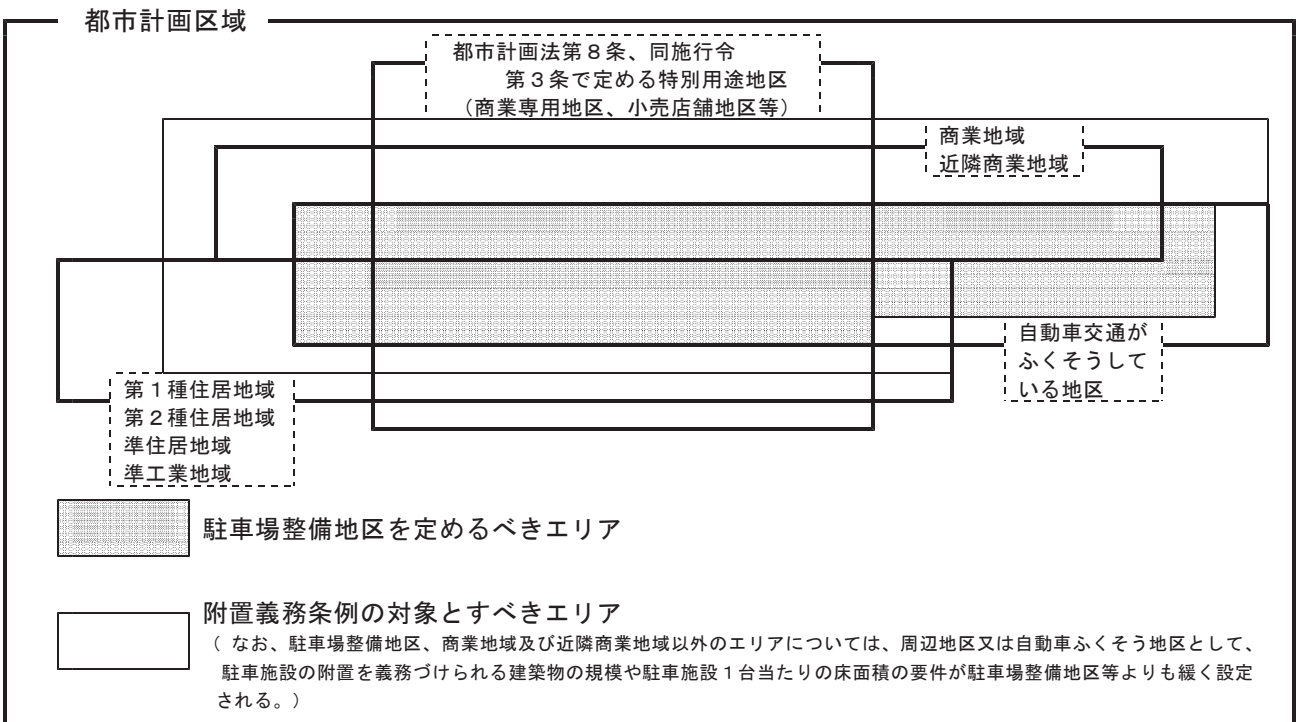 都市計画区域
都市計画法第８条、同施行令
第３条で定める特別用途地区
（商業専用地区、小売店舗地区等）
商業地域
近隣商業地域
自動車交通が
ふくそうして
いる地区
第１種住居地域
第２種住居地域
準住居地域
準工業地域
駐車場整備地区を定めるべきエリア
附置義務条例の対象とすべきエリア
（ なお、駐車場整備地区、商業地域及び近隣商業地域以外のエリアについては、周辺地区又は自動車ふくそう地区として、
駐車施設の附置を義務づけられる建築物の規模や駐車施設１台当たりの床面積の要件が駐車場整備地区等よりも緩く設定
される。）